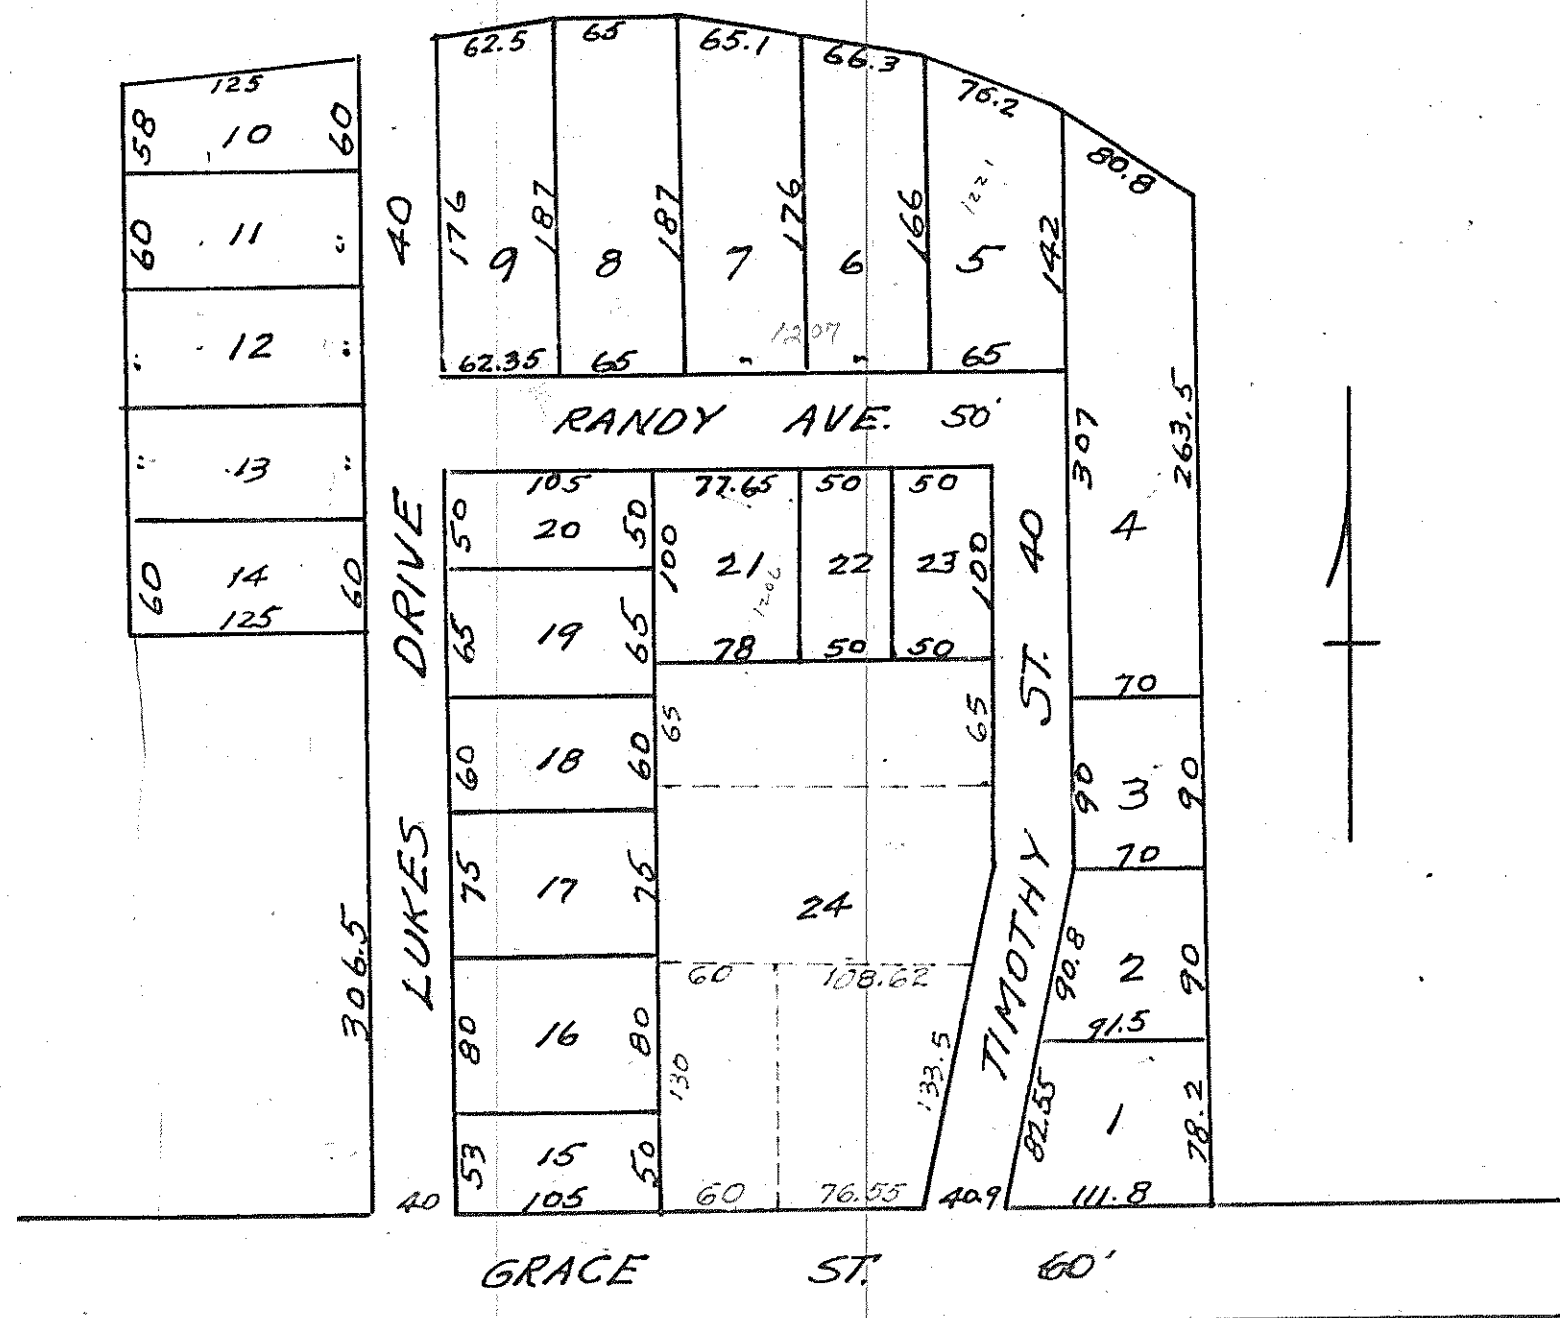 62.5 65 65.1 66.3 76.2 80.8
125
58 10 60
60 11 "
" 12 "
" 13 "
60 14 60
125
40
176 9 187 8 187 7 176 6 166 5 142
1221
1207
62.35 65 " " 65
RANDY AVE. 50'
307 4 263.5
70
90 3 90
70
90.8 2 90
91.5
82.55 1 78.2
111.8
105 77.65 50 50
50 20 50 100 21 22 23 100
1206
78 50 50
65 19 65
65 65
60 18 60
75 17 75
24
60 108.62
80 16 80
130 133.5
53 15 50
105 60 76.55 40.9
40
306.5
LUKES DRIVE
TIMOTHY ST. 40
GRACE ST. 60'